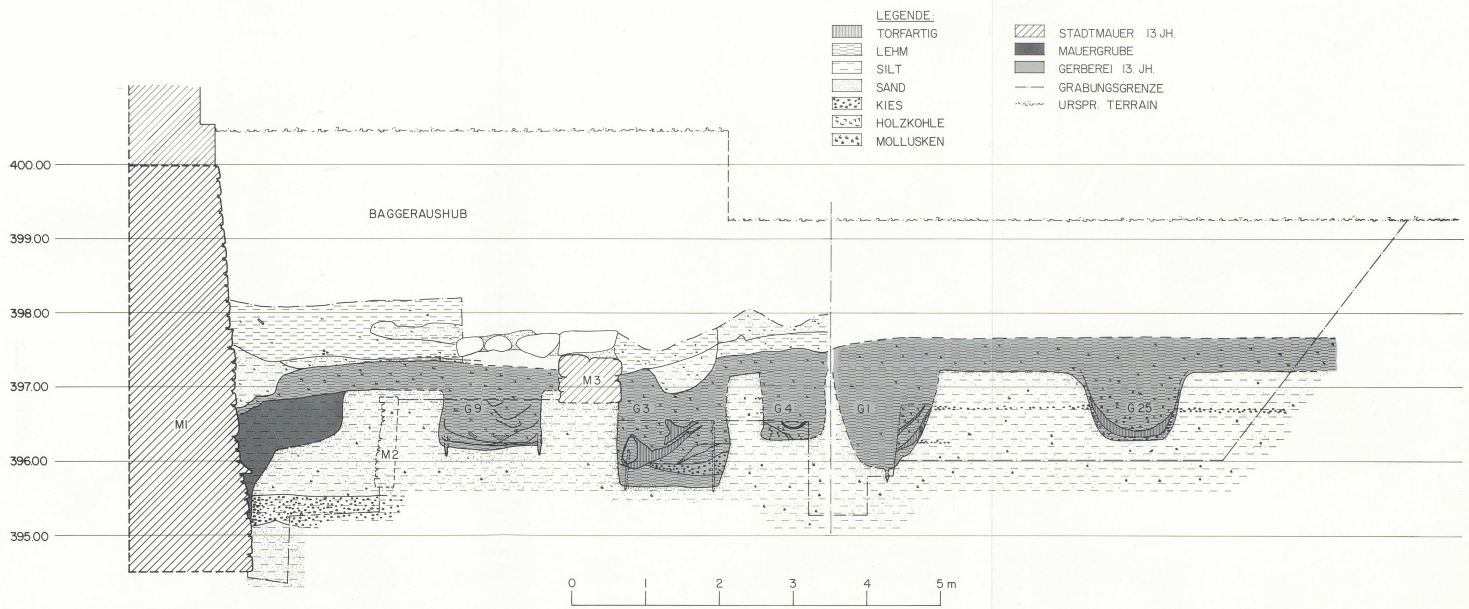 LEGENDE:
TORFARTIG
LEHM
SILT
SAND
KIES
HOLZKOHLE
MOLLUSKEN
STADTMAUER 13 JH.
MAUERGRUBE
GERBEREI 13. JH.
GRABUNGSGRENZE
URSPR. TERRAIN
400.00
BAGGERAUSHUB
399.00
398.00
397.00
M3
G9
G3
G4
G1
G25
M1
M2
396.00
395.00
0 1 2 3 4 5 m